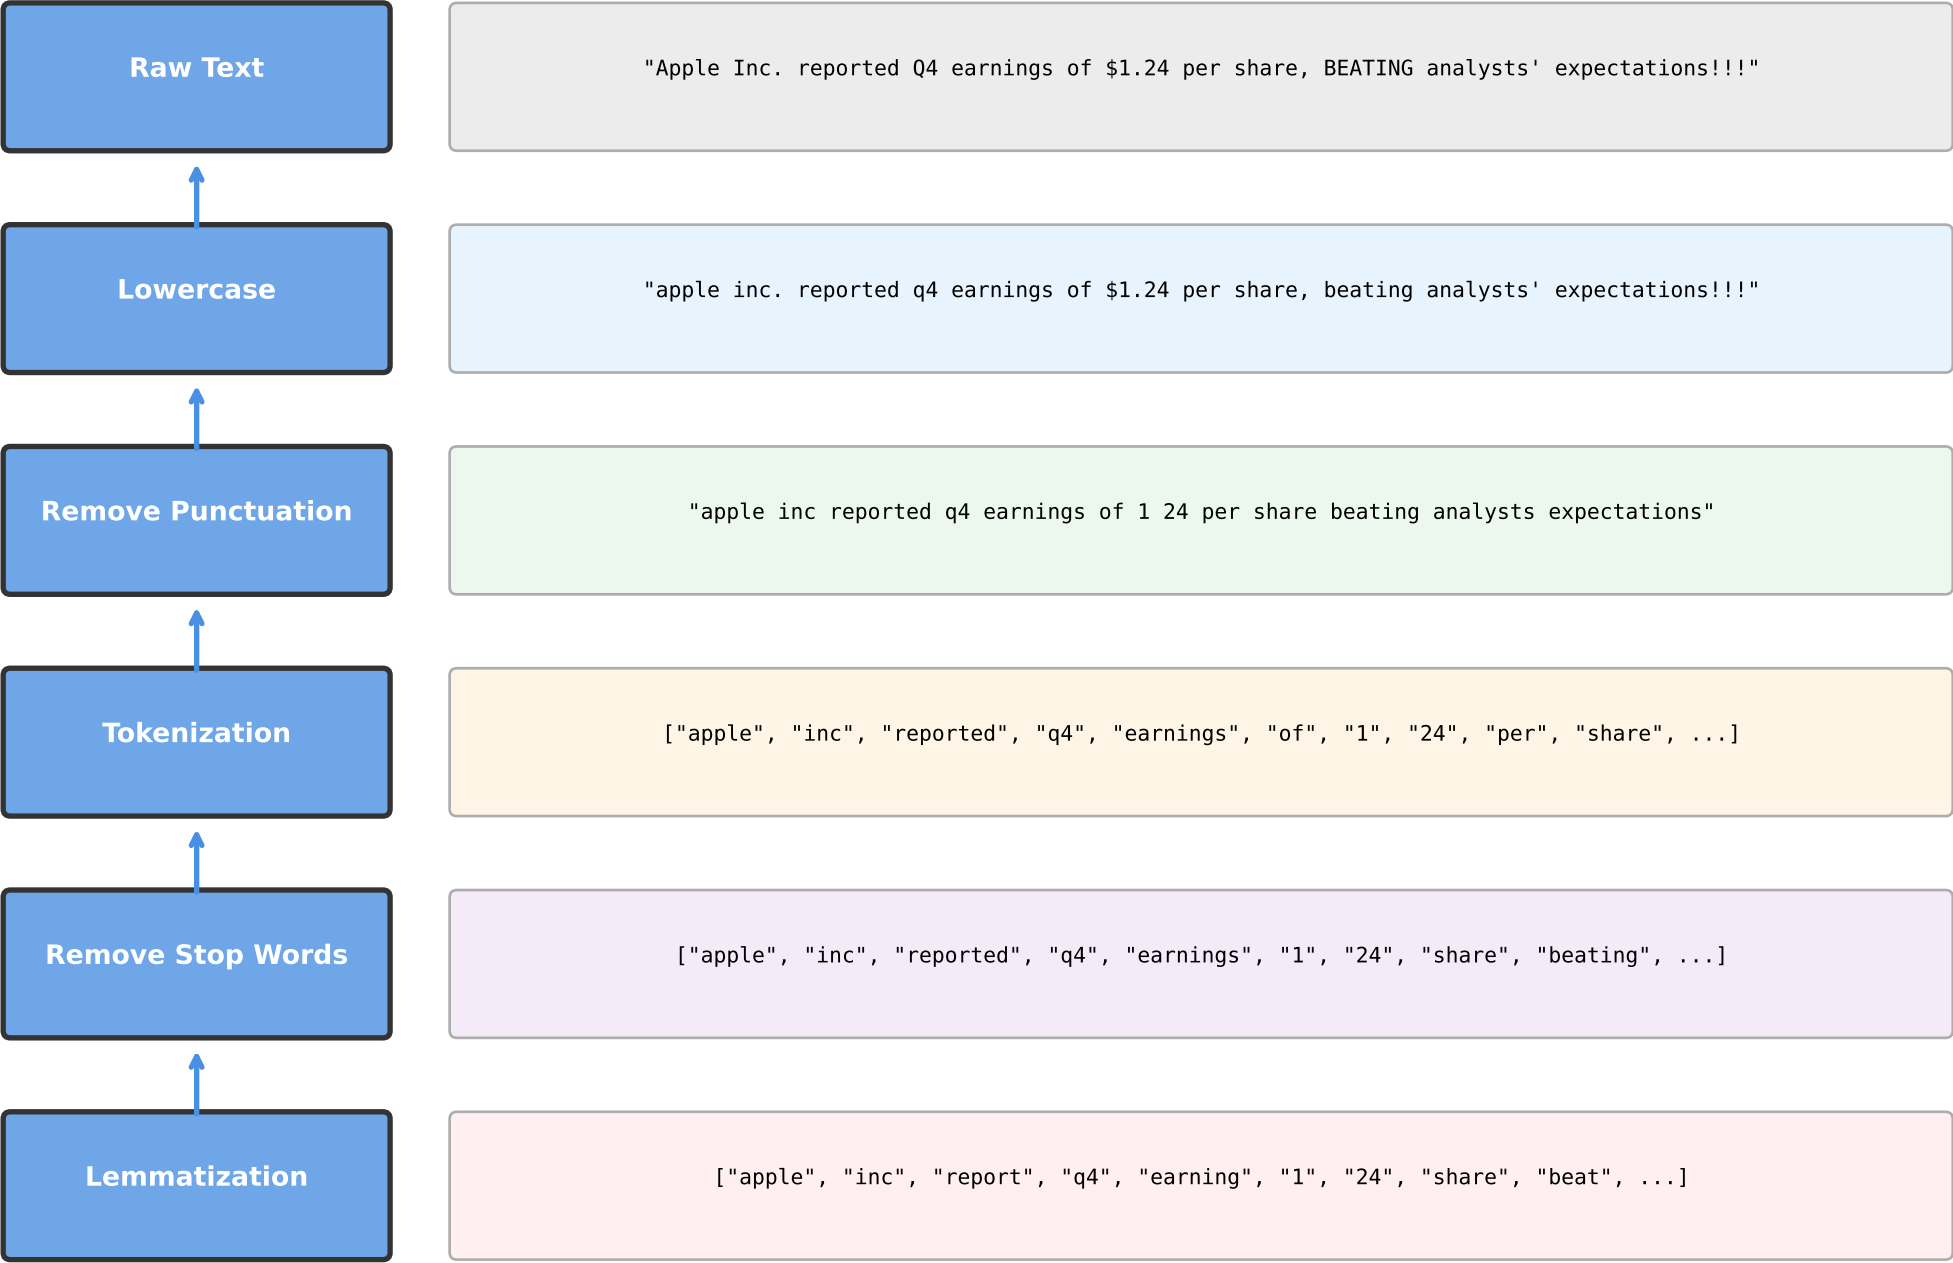 Raw Text
"Apple Inc. reported Q4 earnings of $1.24 per share, BEATING analysts' expectations!!!"
Lowercase
"apple inc. reported q4 earnings of $1.24 per share, beating analysts' expectations!!!"
Remove Punctuation
"apple inc reported q4 earnings of 1 24 per share beating analysts expectations"
Tokenization
["apple", "inc", "reported", "q4", "earnings", "of", "1", "24", "per", "share", ...]
Remove Stop Words
["apple", "inc", "reported", "q4", "earnings", "1", "24", "share", "beating", ...]
Lemmatization
["apple", "inc", "report", "q4", "earning", "1", "24", "share", "beat", ...]